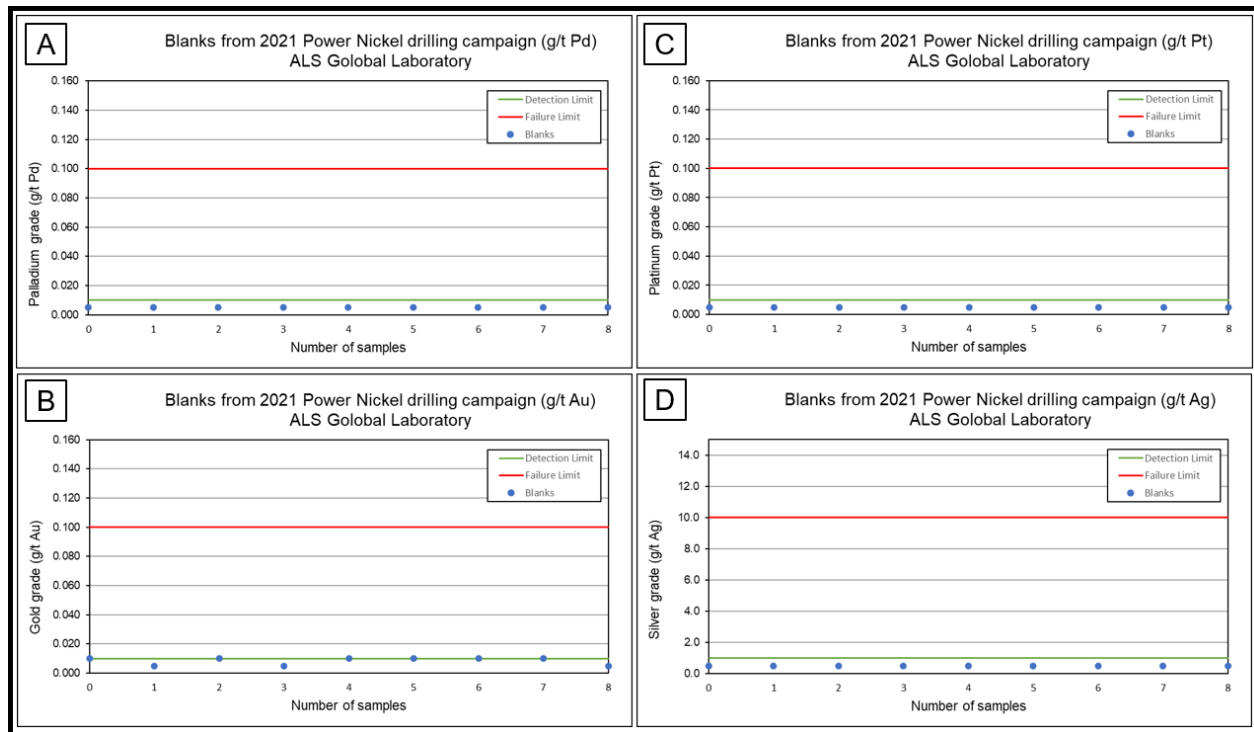 A
Blanks from 2021 Power Nickel drilling campaign (g/t Pd)
ALS Golobal Laboratory
Palladium grade (g/t Pd)
0.160
0.140
0.120
0.100
0.080
0.060
0.040
0.020
0.000
Detection Limit
Failure Limit
Blanks
0 1 2 3 4 5 6 7 8
Number of samples
C
Blanks from 2021 Power Nickel drilling campaign (g/t Pt)
ALS Golobal Laboratory
Platinum grade (g/t Pt)
0.160
0.140
0.120
0.100
0.080
0.060
0.040
0.020
0.000
Detection Limit
Failure Limit
Blanks
0 1 2 3 4 5 6 7 8
Number of samples
B
Blanks from 2021 Power Nickel drilling campaign (g/t Au)
ALS Golobal Laboratory
Gold grade (g/t Au)
0.160
0.140
0.120
0.100
0.080
0.060
0.040
0.020
0.000
Detection Limit
Failure Limit
Blanks
0 1 2 3 4 5 6 7 8
Number of samples
D
Blanks from 2021 Power Nickel drilling campaign (g/t Ag)
ALS Golobal Laboratory
Silver grade (g/t Ag)
14.0
12.0
10.0
8.0
6.0
4.0
2.0
0.0
Detection Limit
Failure Limit
Blanks
0 1 2 3 4 5 6 7 8
Number of samples